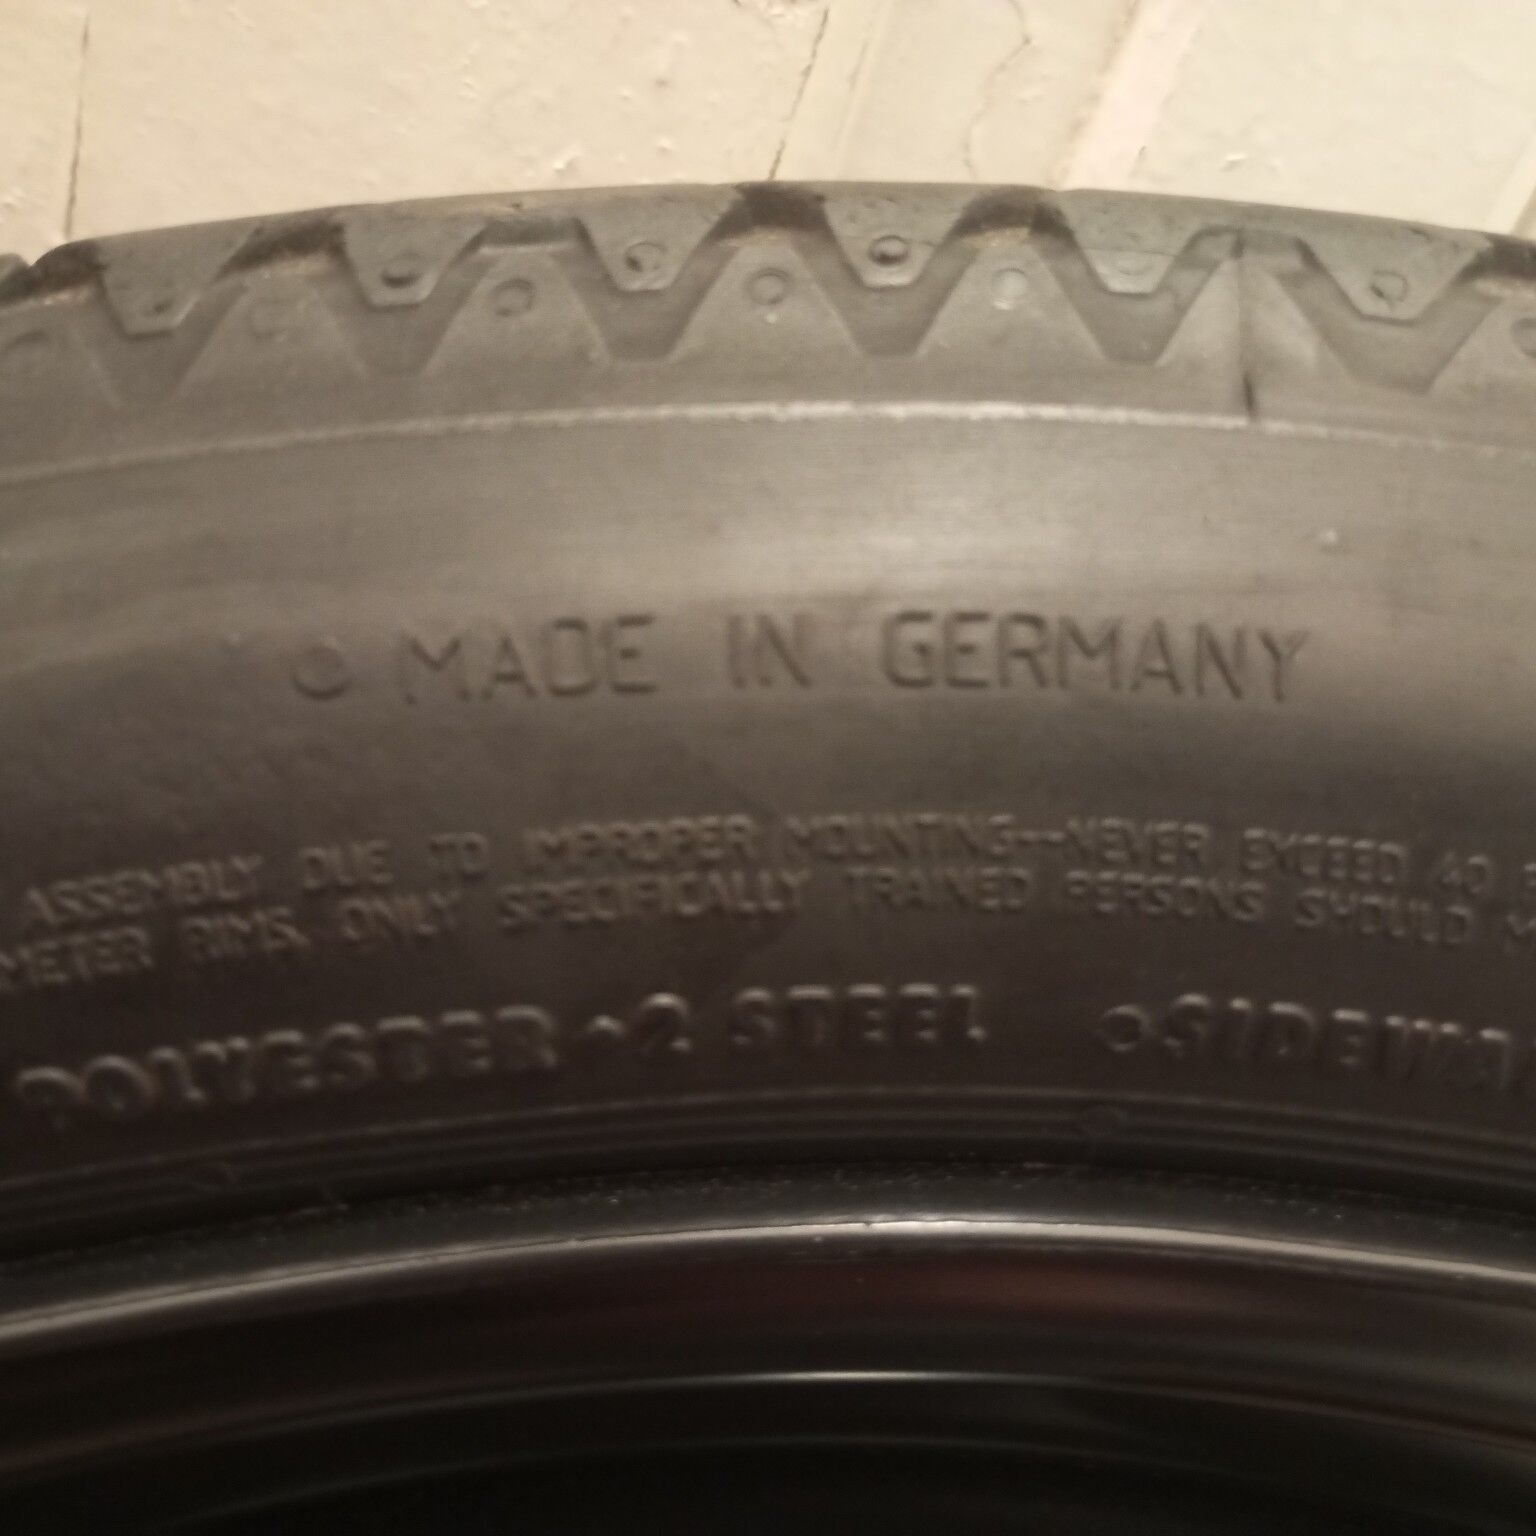 MADE IN GERMANY
ASSEMBLY DUE TO IMPROPER MOUNTING---NEVER EXCEED 40
METER RIMS. ONLY SPECIFICALLY TRAINED PERSONS SHOULD M
POLYESTER + 2 STEEL SIDEWA